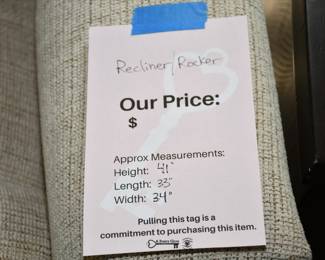 Recliner/Rocker
Our Price:
$
Approx Measurements:
Height: 41"
Length: 33"
Width: 34"
Pulling this tag is a
commitment to purchasing this item.